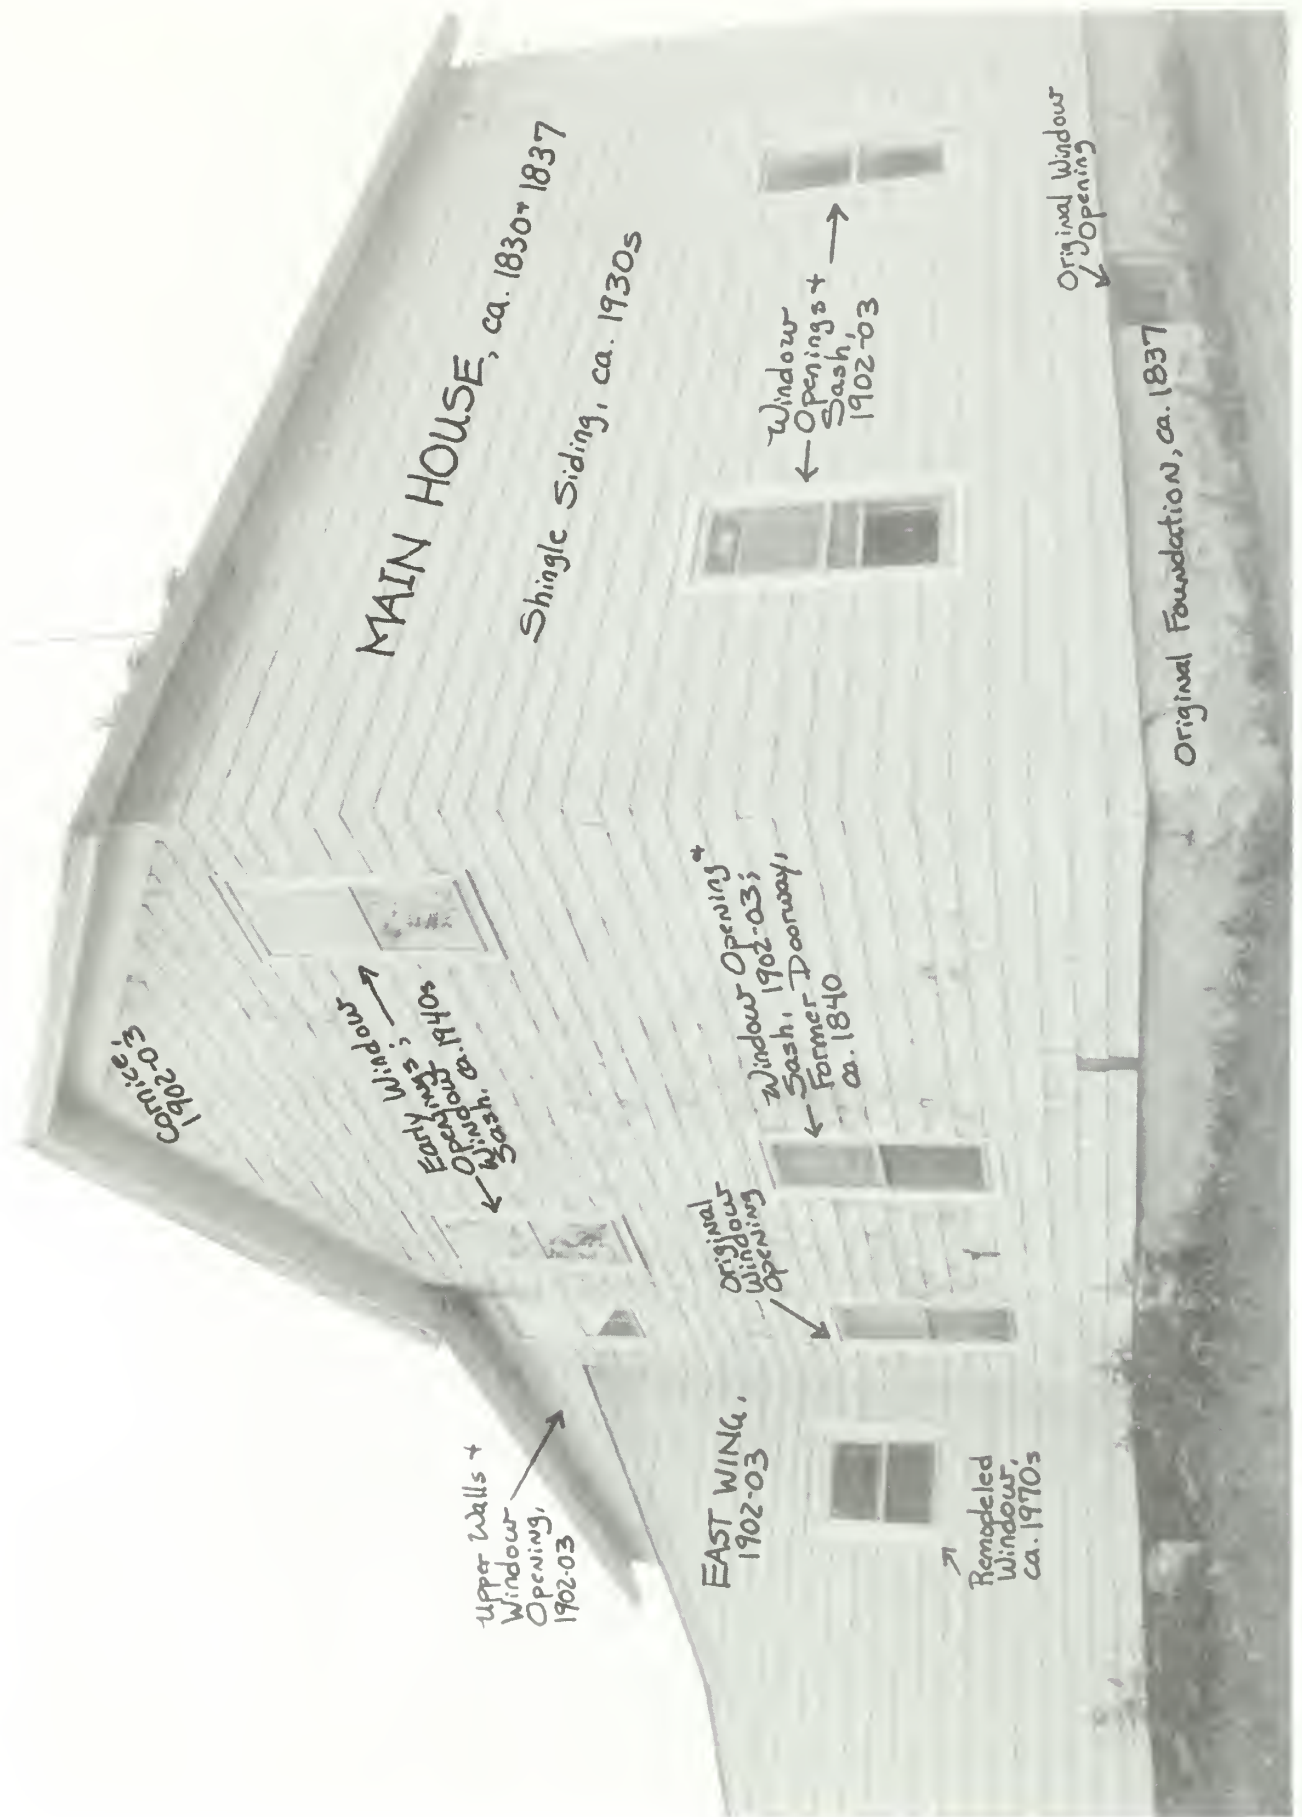 Cornice,
1902-03
MAIN HOUSE, ca. 1830 + 1837
Shingle Siding, ca. 1930s
Early Window
Openings;
Window
Sash, ca. 1940s
Upper Walls +
Window
Opening,
1902-03
Window
Openings +
Sash,
1902-03
Window Opening +
Sash, 1902-03;
Former Doorway,
ca. 1840
Original
Window
Opening
EAST WING,
1902-03
Remodeled
Window,
ca. 1970s
Original Window
Opening
Original Foundation, ca. 1837